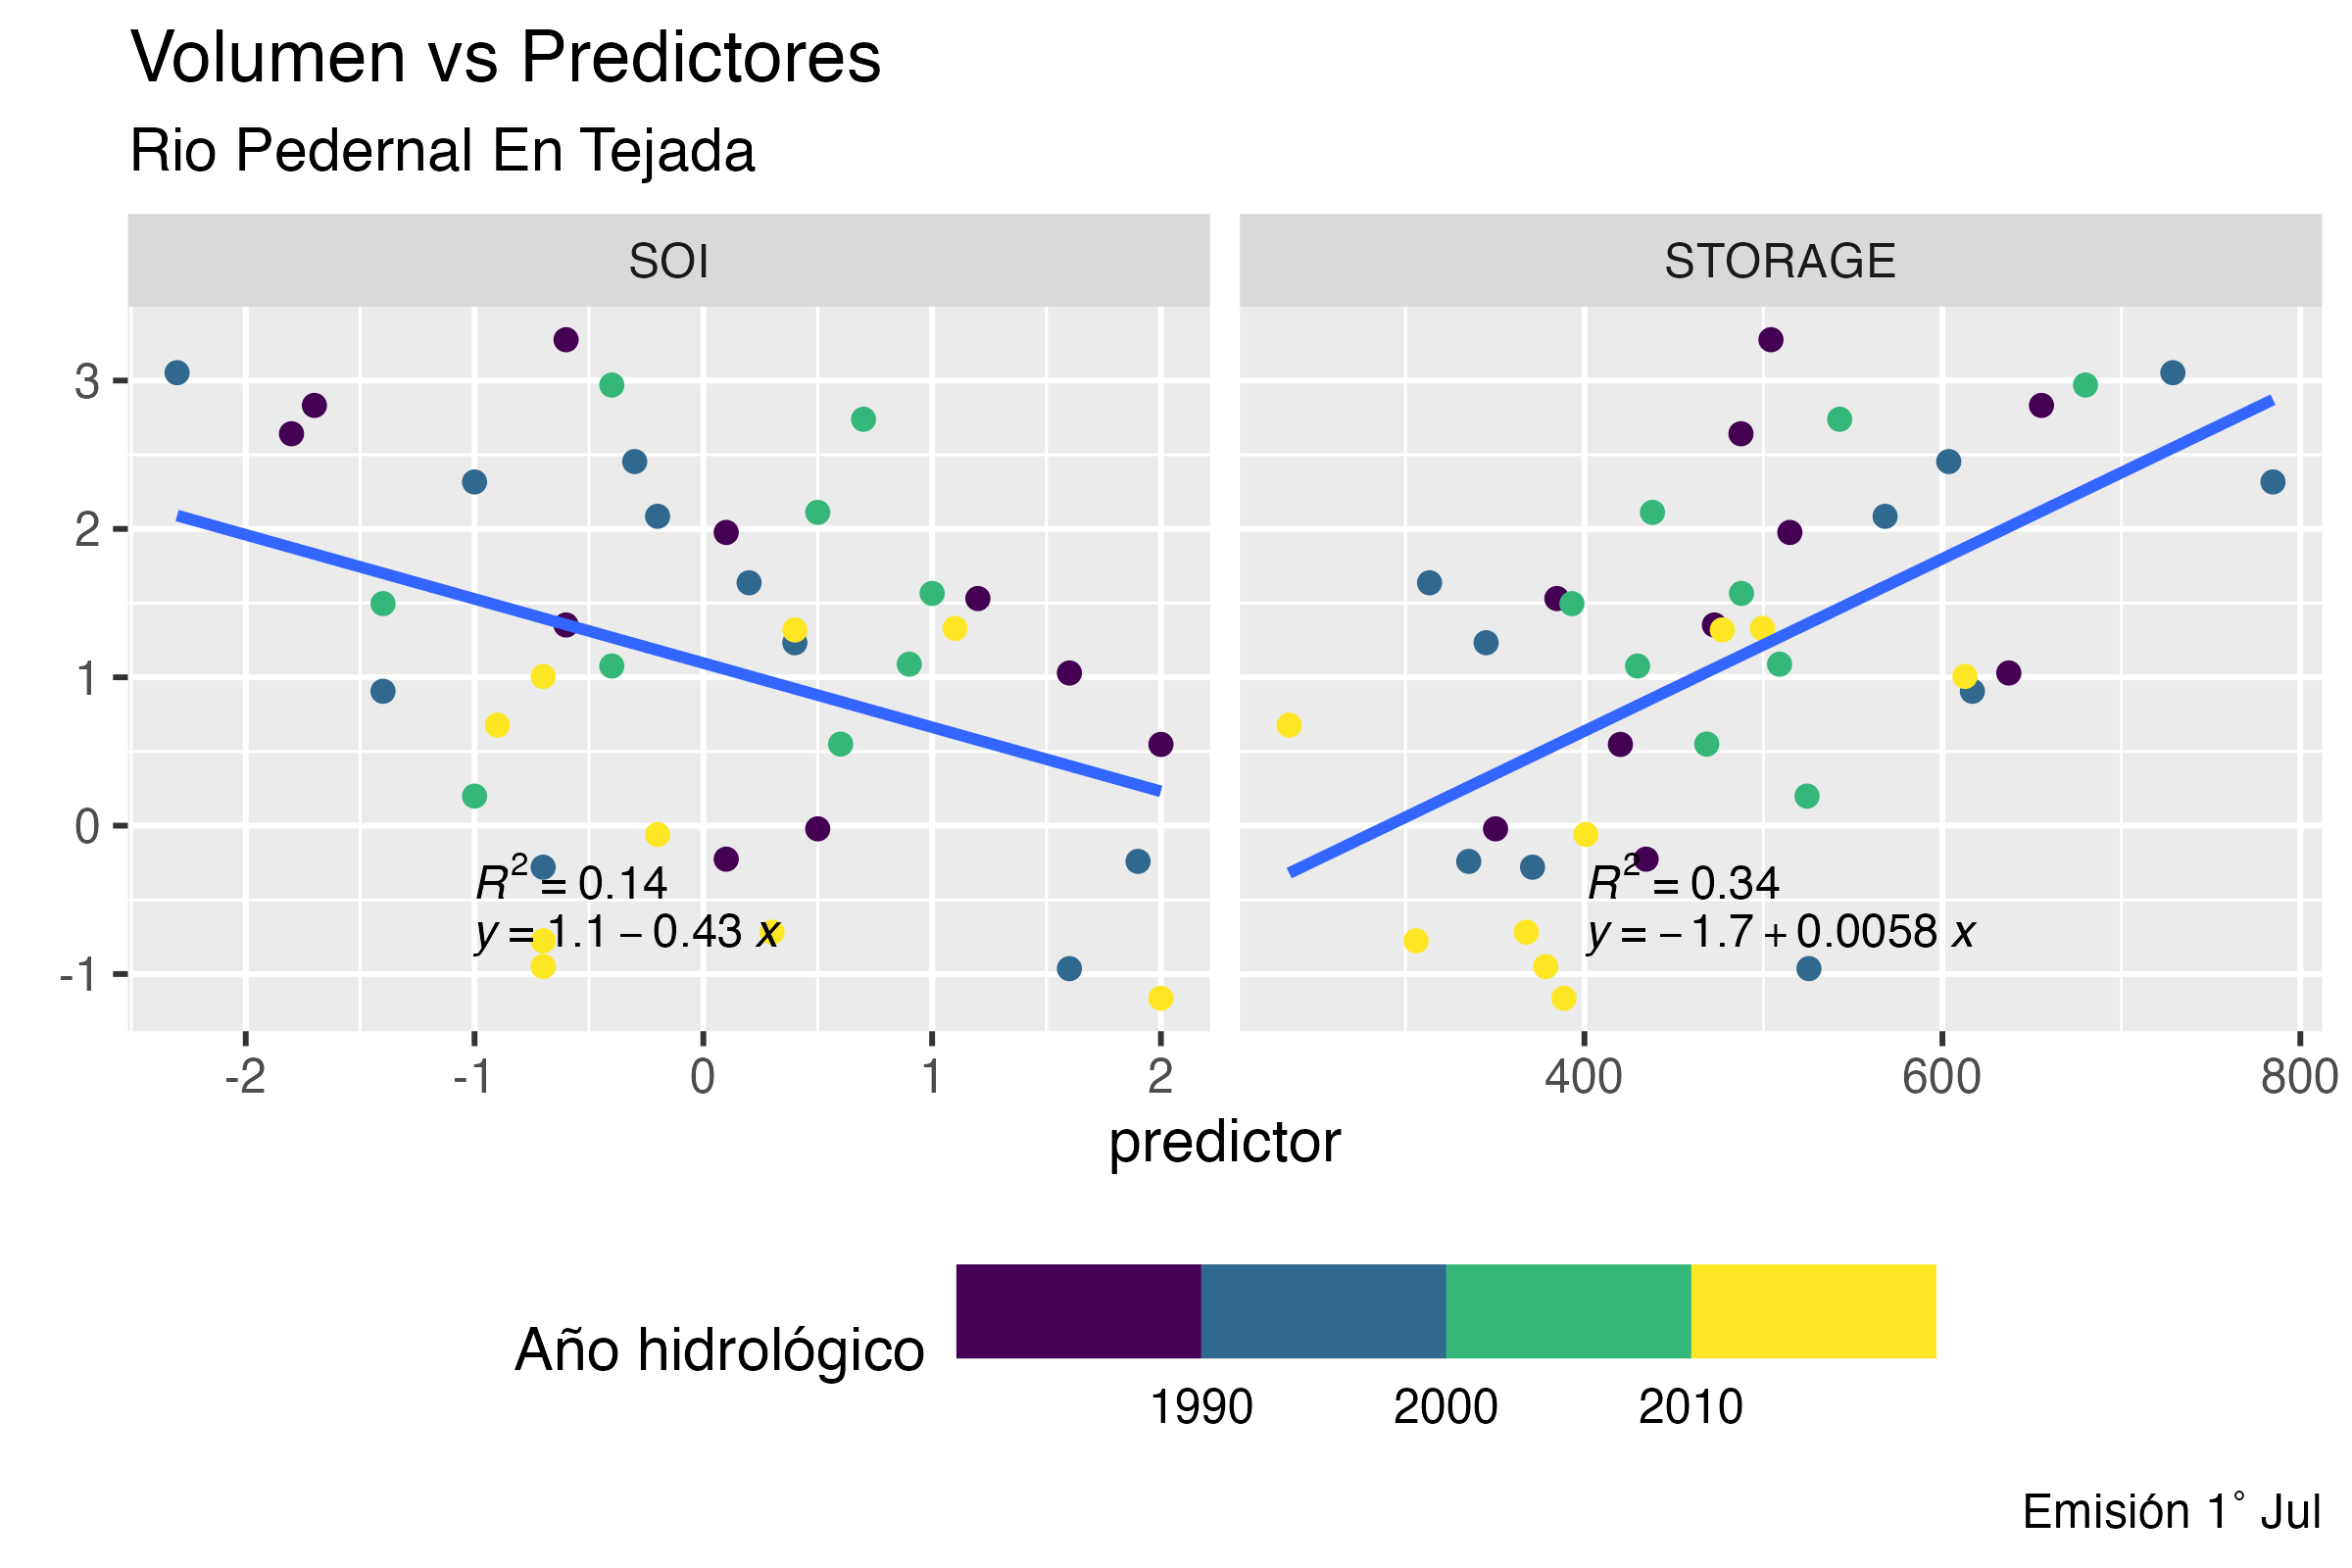 Volumen vs Predictores
Rio Pedernal En Tejada
SOI
STORAGE
3
2
1
0
-1
R² = 0.14
y = 1.1 − 0.43 x
R² = 0.34
y = − 1.7 + 0.0058 x
-2 -1 0 1 2
400 600 800
predictor
Año hidrológico
1990 2000 2010
Emisión 1° Jul